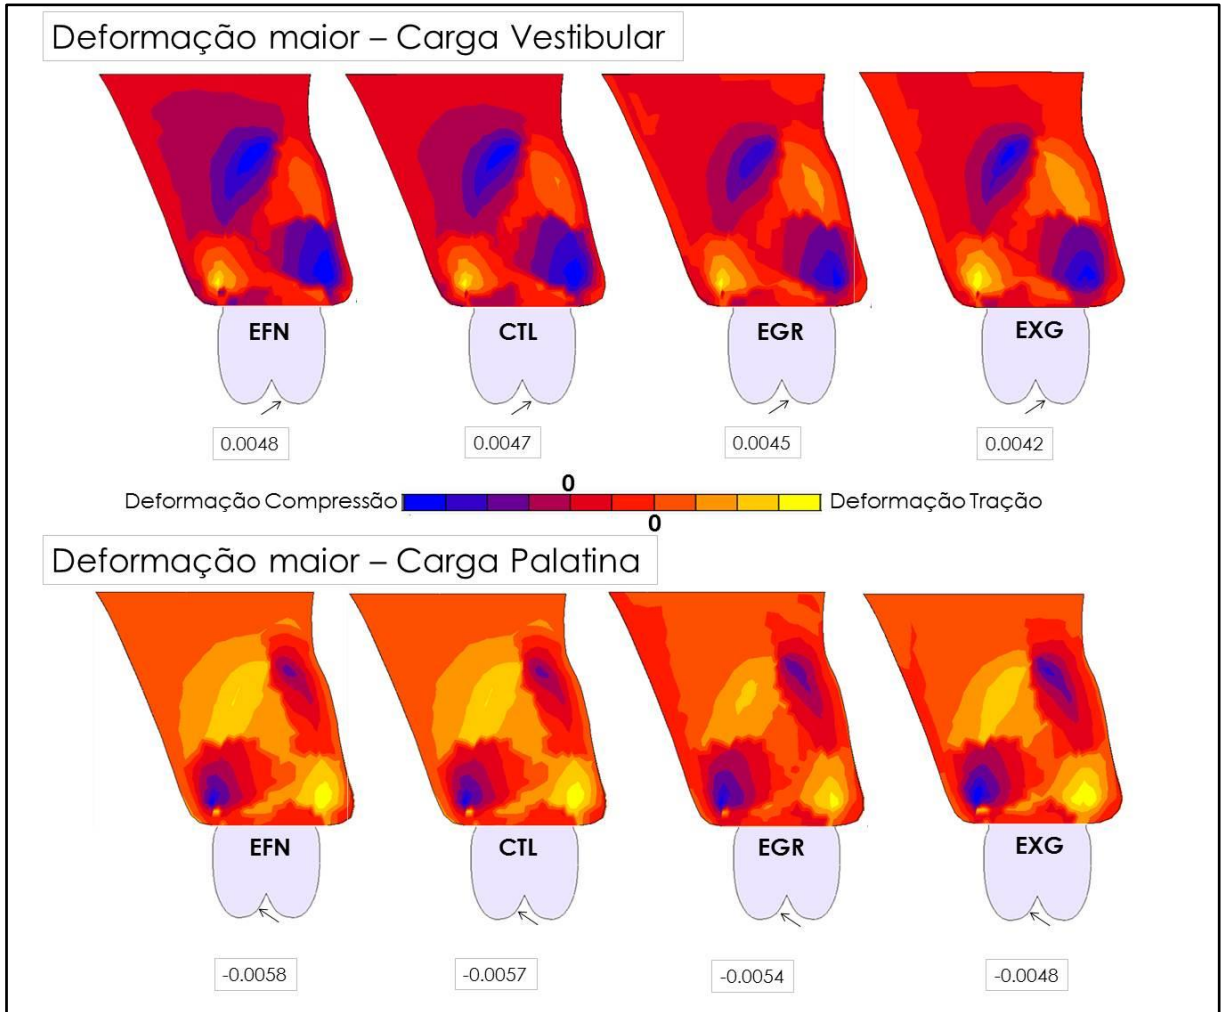 Deformação maior – Carga Vestibular
EFN CTL EGR EXG
0.0048 0.0047 0.0045 0.0042
0
Deformação Compressão Deformação Tração
0
Deformação maior – Carga Palatina
EFN CTL EGR EXG
-0.0058 -0.0057 -0.0054 -0.0048